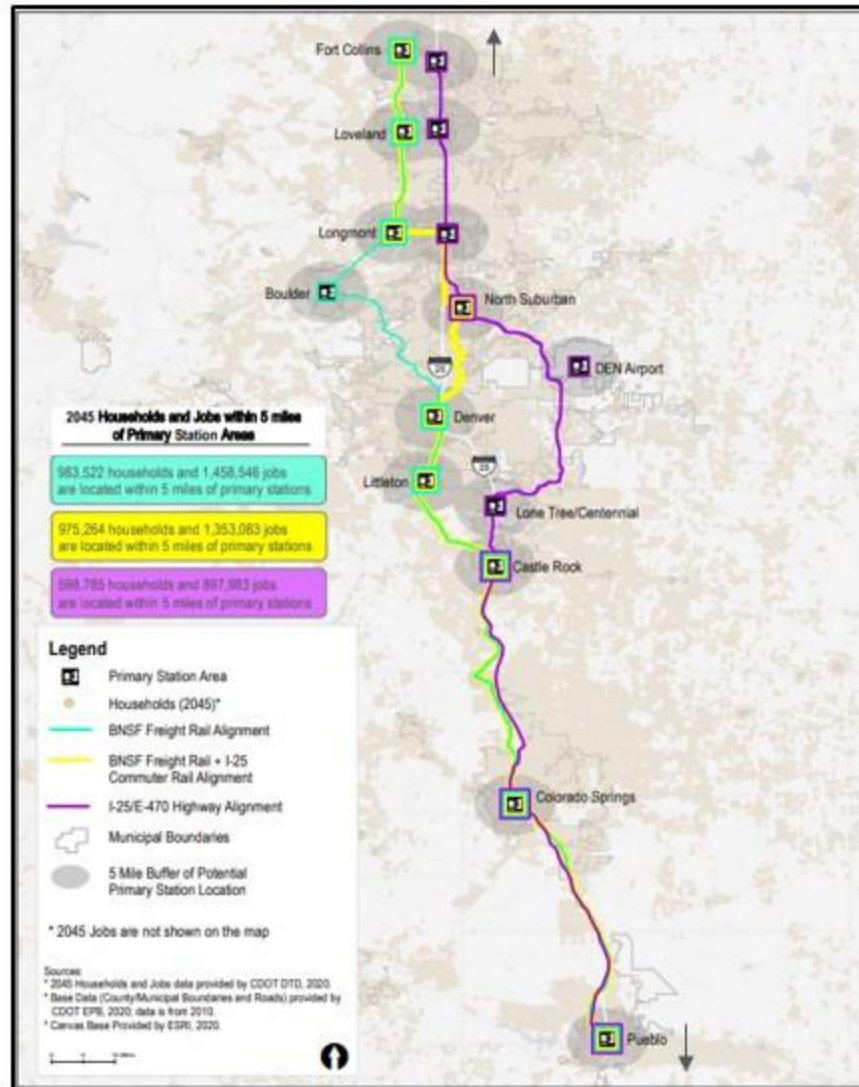 Fort Collins
Loveland
Longmont
Boulder
North Suburban
DEN Airport
25
Denver
25
Littleton
Lone Tree/Centennial
Castle Rock
Colorado Springs
Pueblo
2045 Households and Jobs within 5 miles
of Primary Station Areas
983,522 households and 1,458,546 jobs
are located within 5 miles of primary stations
975,264 households and 1,353,083 jobs
are located within 5 miles of primary stations
598,785 households and 897,983 jobs
are located within 5 miles of primary stations
Legend
Primary Station Area
Households (2045)*
BNSF Freight Rail Alignment
BNSF Freight Rail + I-25
Commuter Rail Alignment
I-25/E-470 Highway Alignment
Municipal Boundaries
5 Mile Buffer of Potential
Primary Station Location
* 2045 Jobs are not shown on the map
Sources
* 2045 Households and Jobs data provided by CDOT DTD, 2020.
* Base Data (County/Municipal Boundaries and Roads) provided by
CDOT EPB, 2020; data is from 2010.
* Canvas Base Provided by ESRI, 2020.